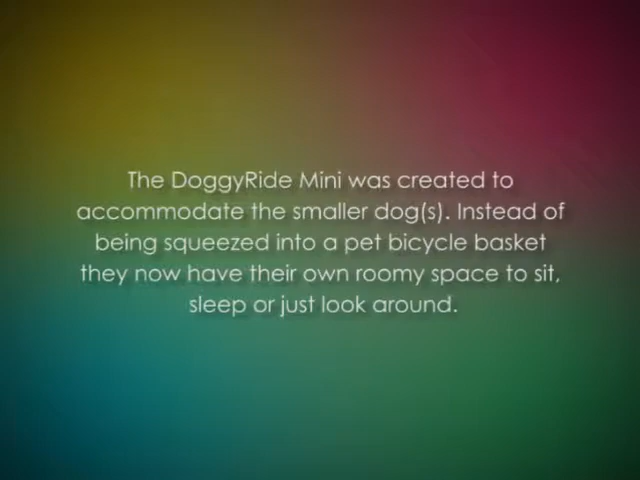 The DoggyRide Mini was created to
accommodate the smaller dog(s). Instead of
being squeezed into a pet bicycle basket
they now have their own roomy space to sit,
sleep or just look around.